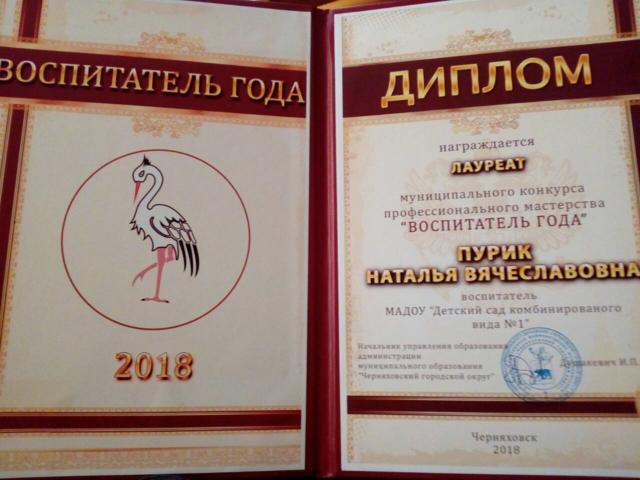 ВОСПИТАТЕЛЬ ГОДА
2018
ДИПЛОМ
награждается
ЛАУРЕАТ
муниципального конкурса
профессионального мастерства
"ВОСПИТАТЕЛЬ ГОДА"
ПУРИК
НАТАЛЬЯ ВЯЧЕСЛАВОВНА
воспитатель
МАДОУ "Детский сад комбинированого
вида №1"
Начальник управления образования
администрации
муниципального образования
"Черняховский городской округ"
Душакевич И.П.
Черняховск
2018